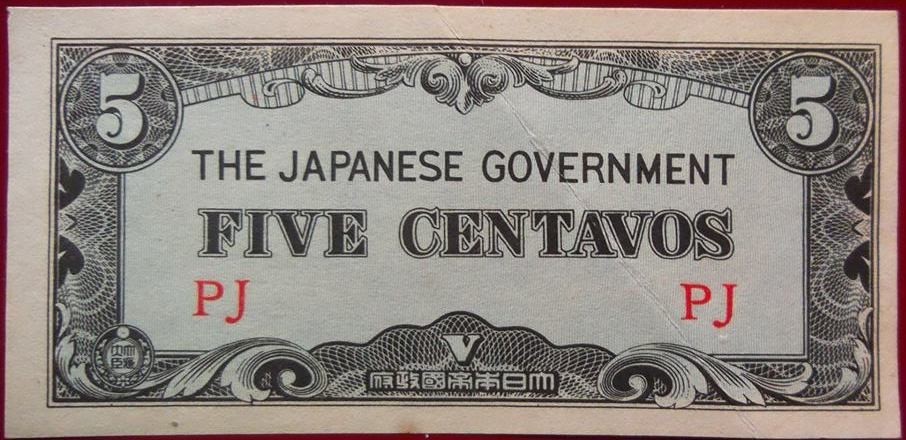 5 5
THE JAPANESE GOVERNMENT
FIVE CENTAVOS
PJ PJ
V
大日本帝國政府